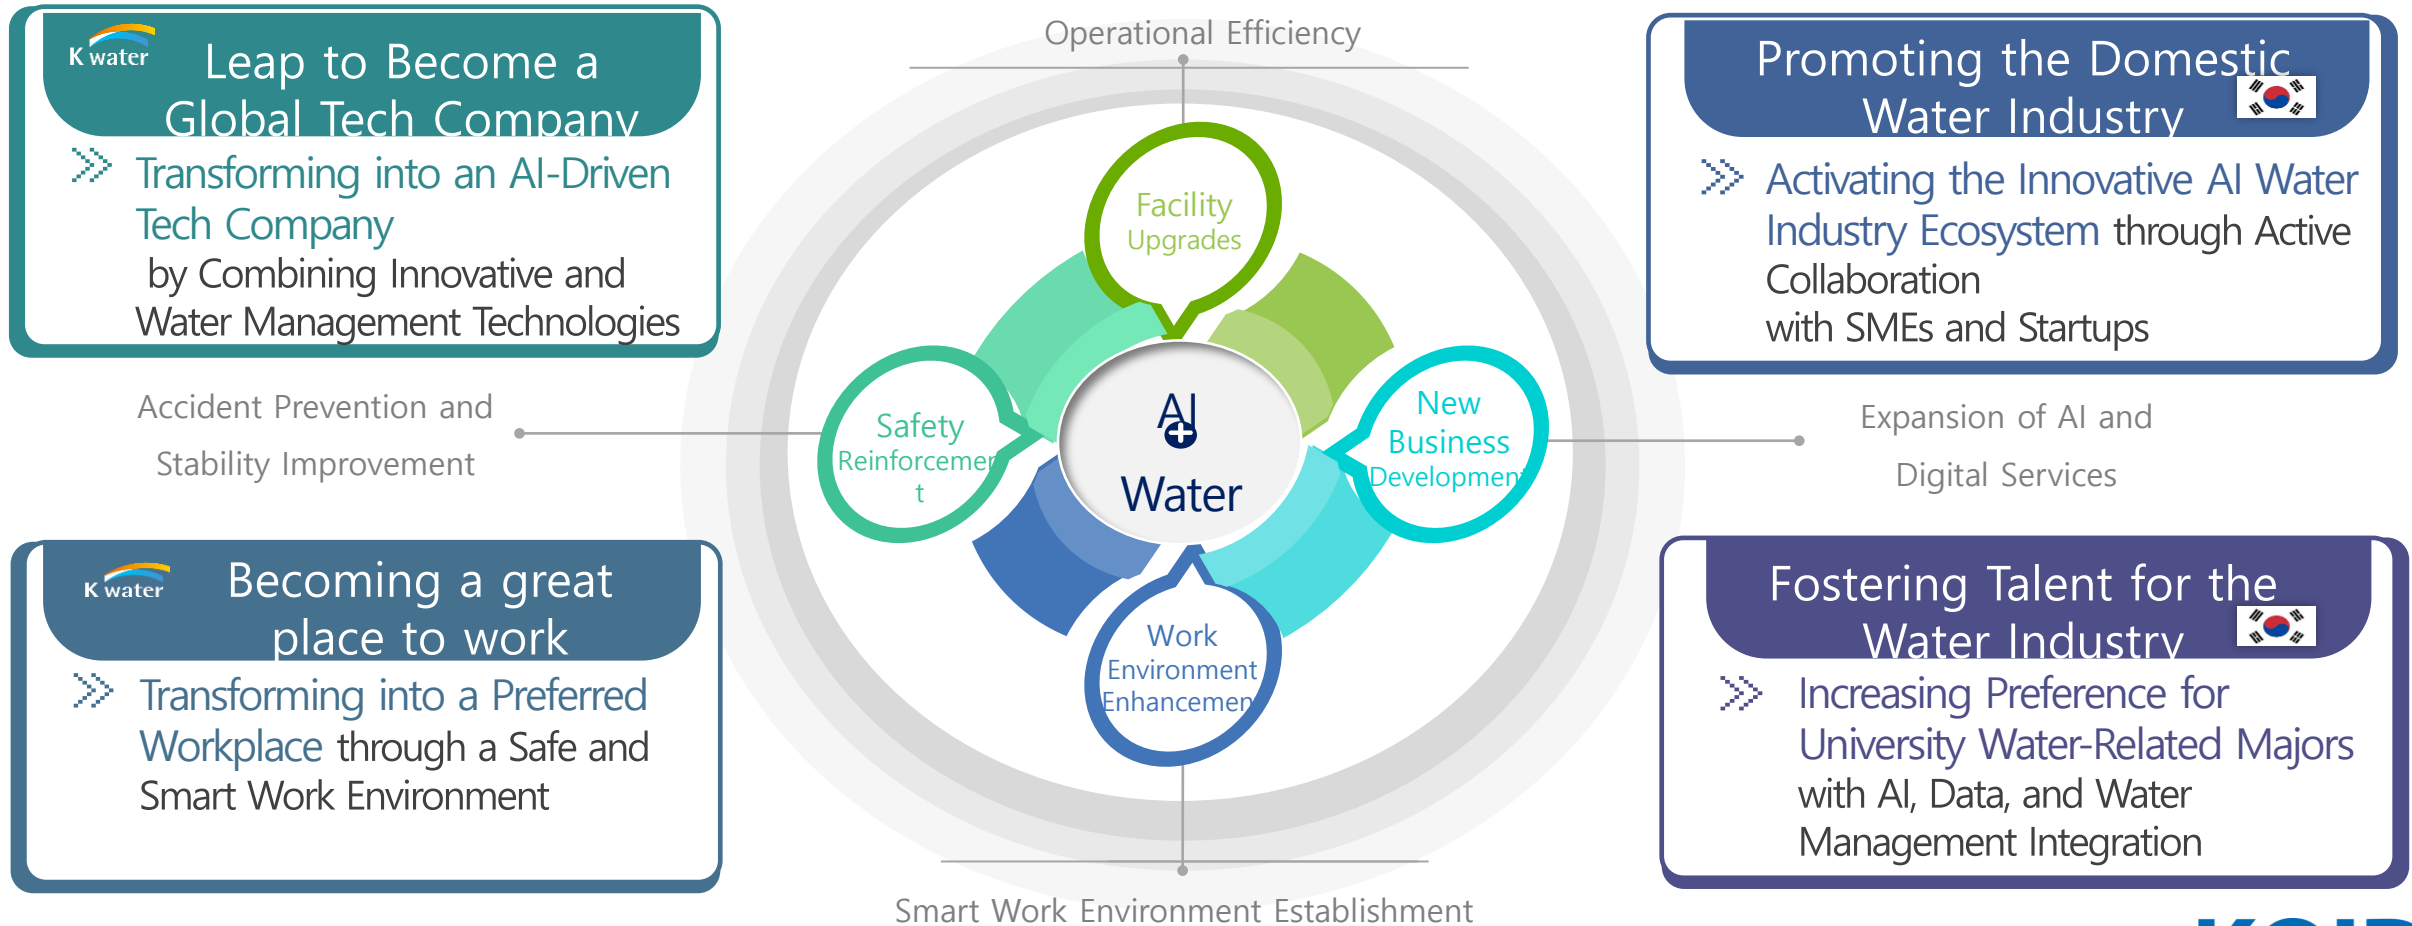 K water
Leap to Become a
Global Tech Company
Transforming into an AI-Driven
Tech Company
by Combining Innovative and
Water Management Technologies
Operational Efficiency
Promoting the Domestic
Water Industry
Activating the Innovative AI Water
Industry Ecosystem through Active
Collaboration
with SMEs and Startups
Facility
Upgrades
Accident Prevention and
Stability Improvement
Safety
Reinforcemen
t
AI
+
Water
New
Business
Development
Expansion of AI and
Digital Services
Work
Environment
Enhancemen
K water
Becoming a great
place to work
Transforming into a Preferred
Workplace through a Safe and
Smart Work Environment
Fostering Talent for the
Water Industry
Increasing Preference for
University Water-Related Majors
with AI, Data, and Water
Management Integration
Smart Work Environment Establishment